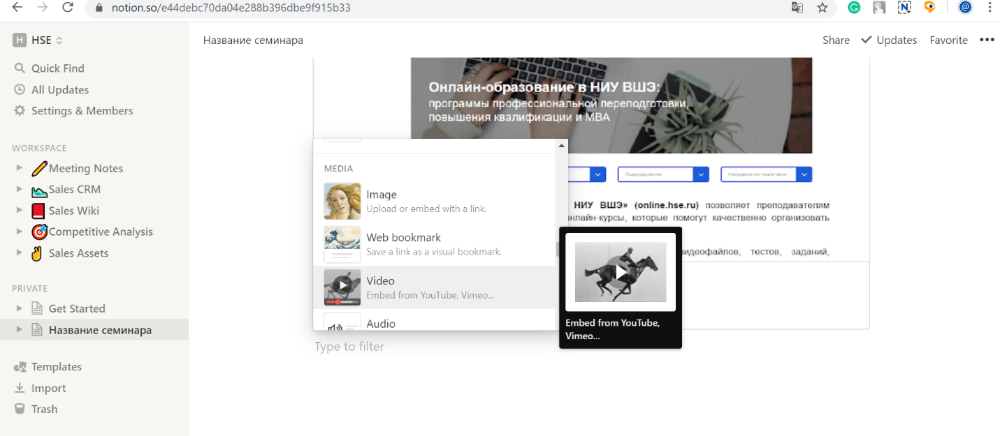 notion.so/e44debc70da04e288b396dbe9f915b33
H HSE
Название семинара
Share Updates Favorite
Quick Find
All Updates
Settings & Members
WORKSPACE
Meeting Notes
Sales CRM
Sales Wiki
Competitive Analysis
Sales Assets
PRIVATE
Get Started
Название семинара
Templates
Import
Trash
Онлайн-образование в НИУ ВШЭ:
программы профессиональной переподготовки,
повышения квалификации и МВА
Подразделение
Направление подготовки
НИУ ВШЭ» (online.hse.ru) позволяет преподавателям
нлайн-курсы, которые помогут качественно организовать
идеофайлов, тестов, заданий,
MEDIA
Image
Upload or embed with a link.
Web bookmark
Save a link as a visual bookmark.
Video
Embed from YouTube, Vimeo...
Audio
Embed from YouTube,
Vimeo...
Type to filter